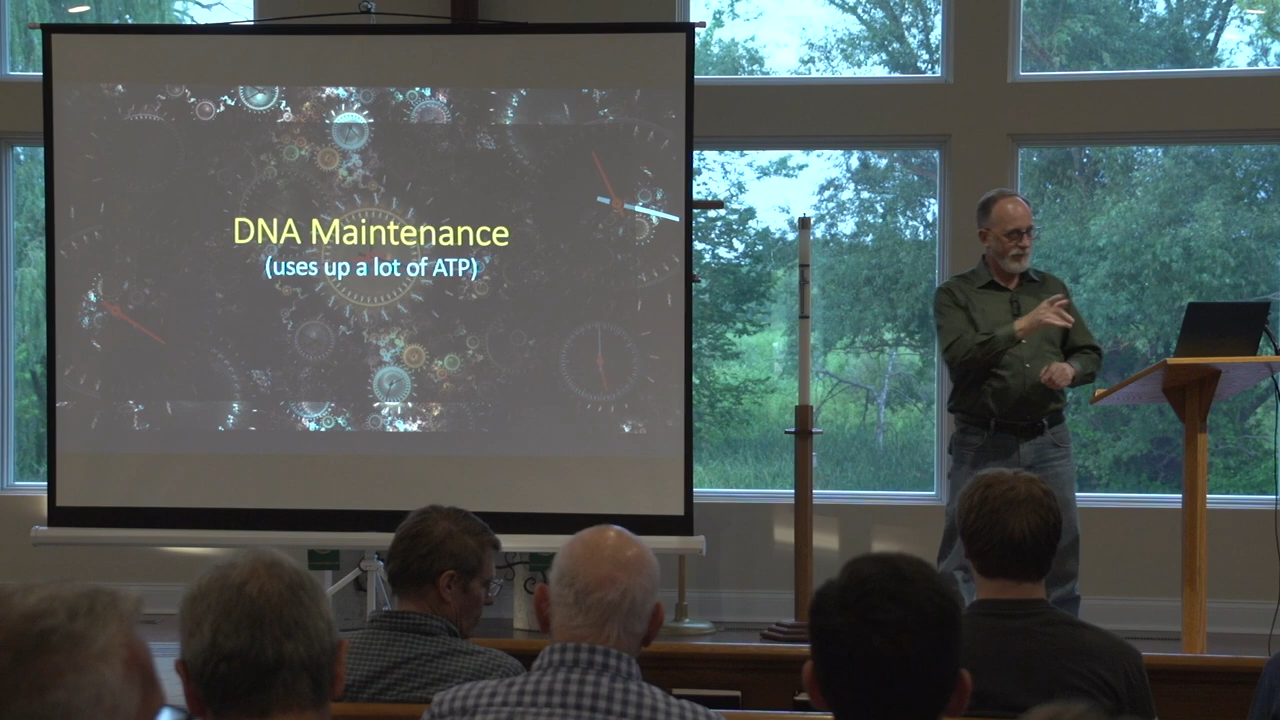 DNA Maintenance
(uses up a lot of ATP)